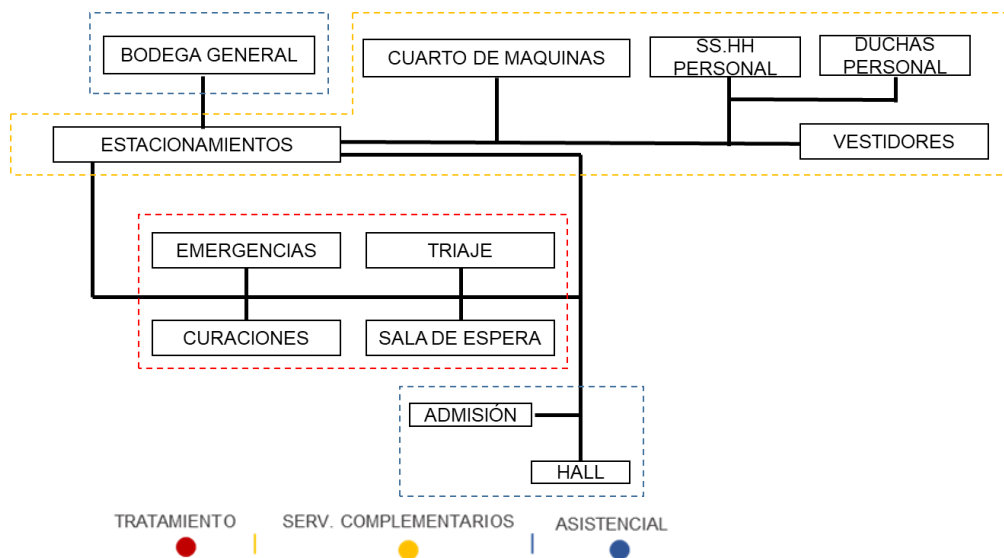 BODEGA GENERAL
CUARTO DE MAQUINAS
SS.HH
PERSONAL
DUCHAS
PERSONAL
ESTACIONAMIENTOS
VESTIDORES
EMERGENCIAS
TRIAJE
CURACIONES
SALA DE ESPERA
ADMISIÓN
HALL
TRATAMIENTO
SERV. COMPLEMENTARIOS
ASISTENCIAL